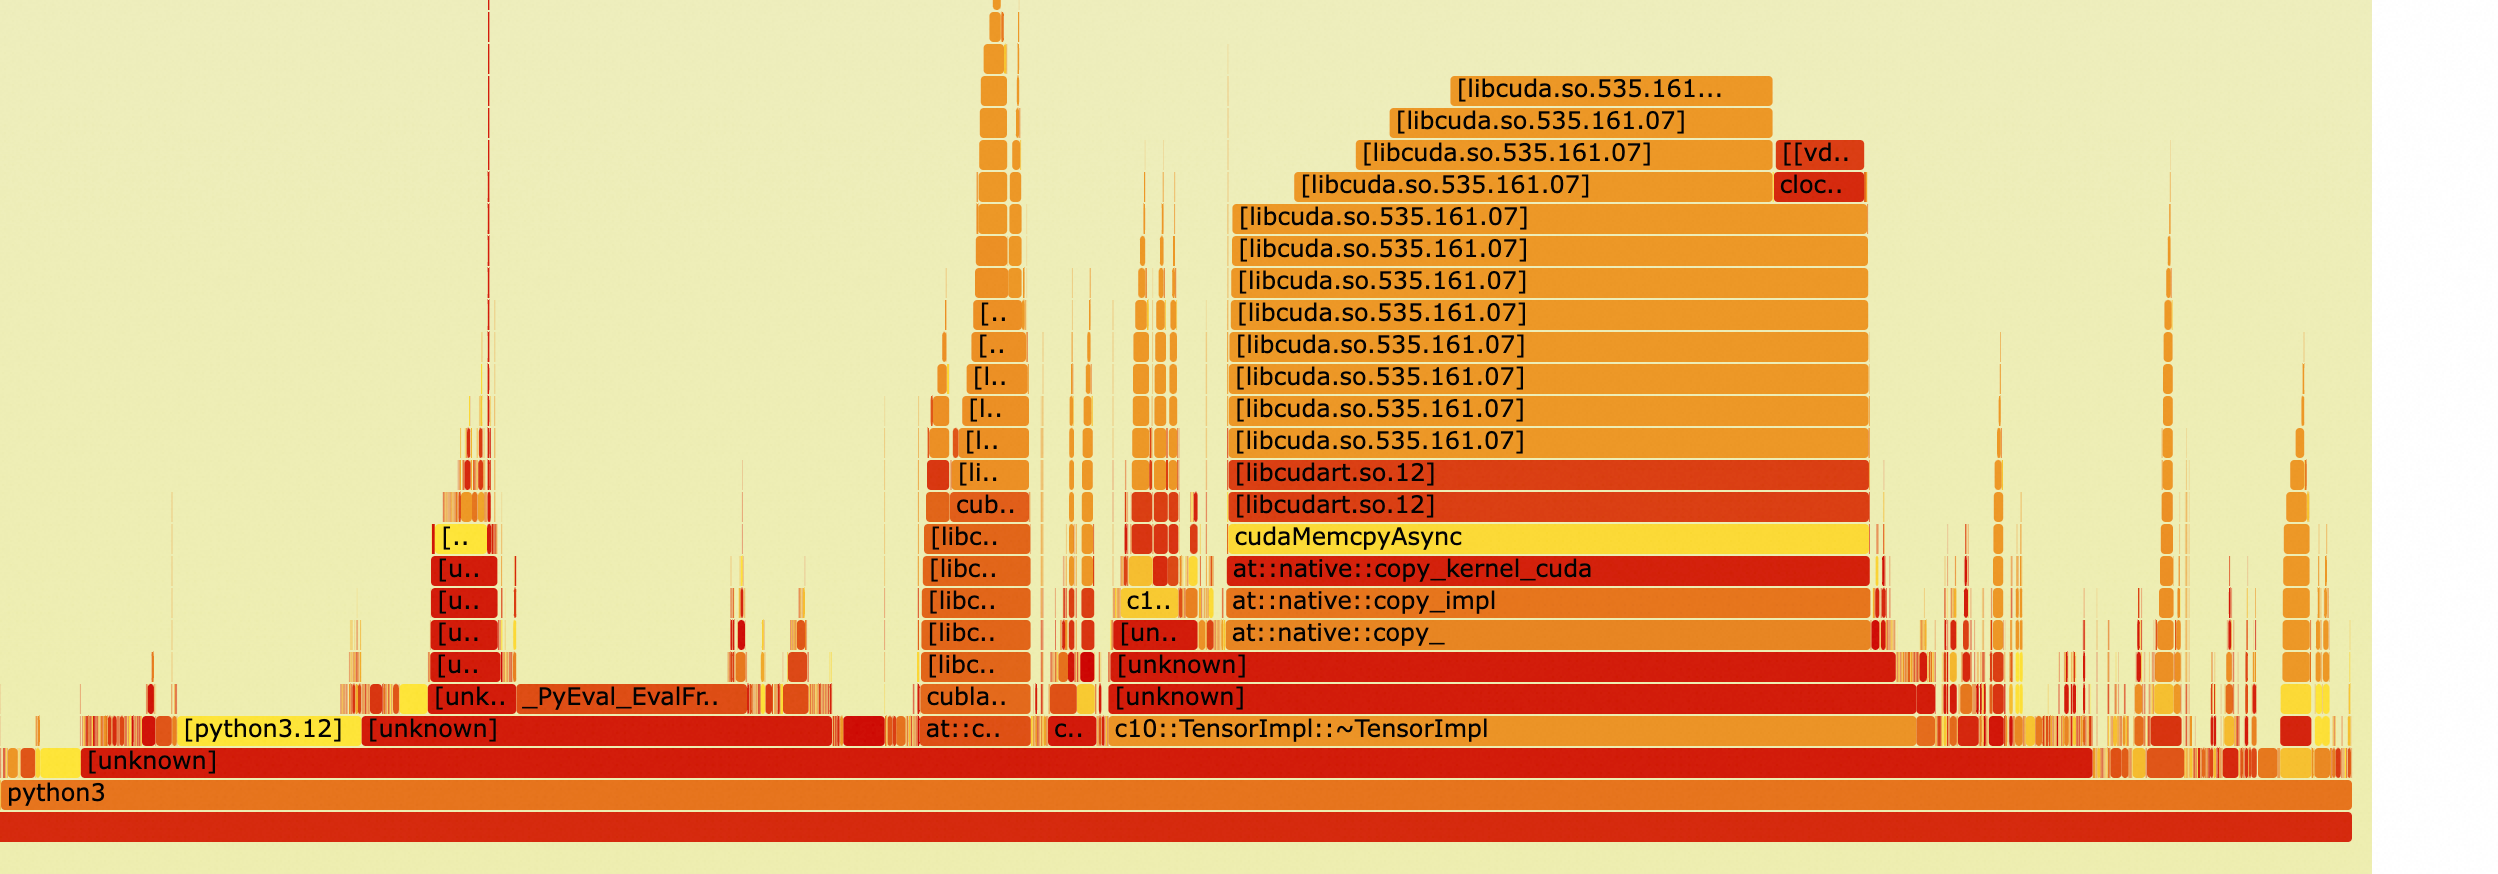 [libcuda.so.535.161...
[libcuda.so.535.161.07]
[libcuda.so.535.161.07] [[vd..
[libcuda.so.535.161.07] cloc..
[libcuda.so.535.161.07]
[libcuda.so.535.161.07]
[libcuda.so.535.161.07]
[.. [libcuda.so.535.161.07]
[.. [libcuda.so.535.161.07]
[l.. [libcuda.so.535.161.07]
[l.. [libcuda.so.535.161.07]
[l.. [libcuda.so.535.161.07]
[li.. [libcudart.so.12]
cub.. [libcudart.so.12]
[.. [libc.. cudaMemcpyAsync
[u.. [libc.. at::native::copy_kernel_cuda
[u.. [libc.. c1.. at::native::copy_impl
[u.. [libc.. [un.. at::native::copy_
[u.. [libc.. [unknown]
[unk.. _PyEval_EvalFr.. cubla.. [unknown]
[python3.12] [unknown] at::c.. c.. c10::TensorImpl::~TensorImpl
[unknown]
python3